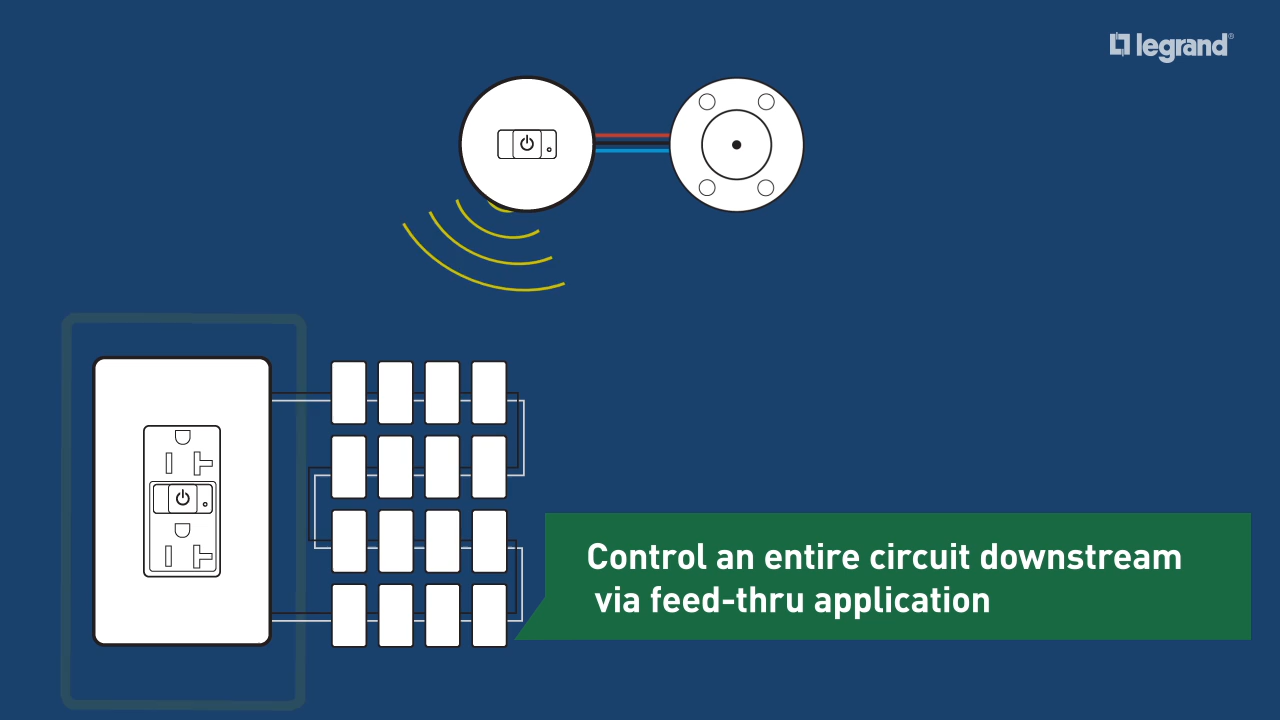 legrand®
Control an entire circuit downstream
via feed-thru application